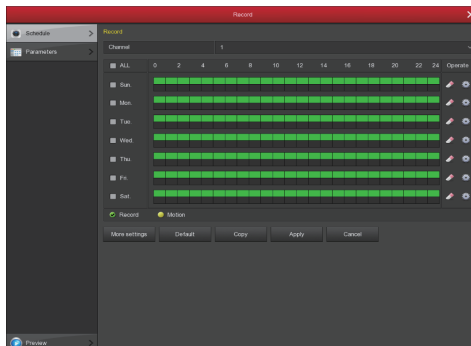 Record
Schedule
Parameters
Record
Channel 1
ALL 0 2 4 6 8 10 12 14 16 18 20 22 24 Operate
Sun.
Mon.
Tue.
Wed.
Thu.
Fri.
Sat.
Record Motion
More settings Default Copy Apply Cancel
Preview